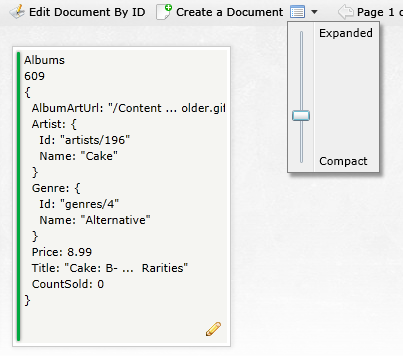 Edit Document By ID
Create a Document
Page 1 o
Expanded
Compact
Albums
609
{
AlbumArtUrl: "/Content ... older.gif
Artist: {
Id: "artists/196"
Name: "Cake"
}
Genre: {
Id: "genres/4"
Name: "Alternative"
}
Price: 8.99
Title: "Cake: B- ...  Rarities"
CountSold: 0
}